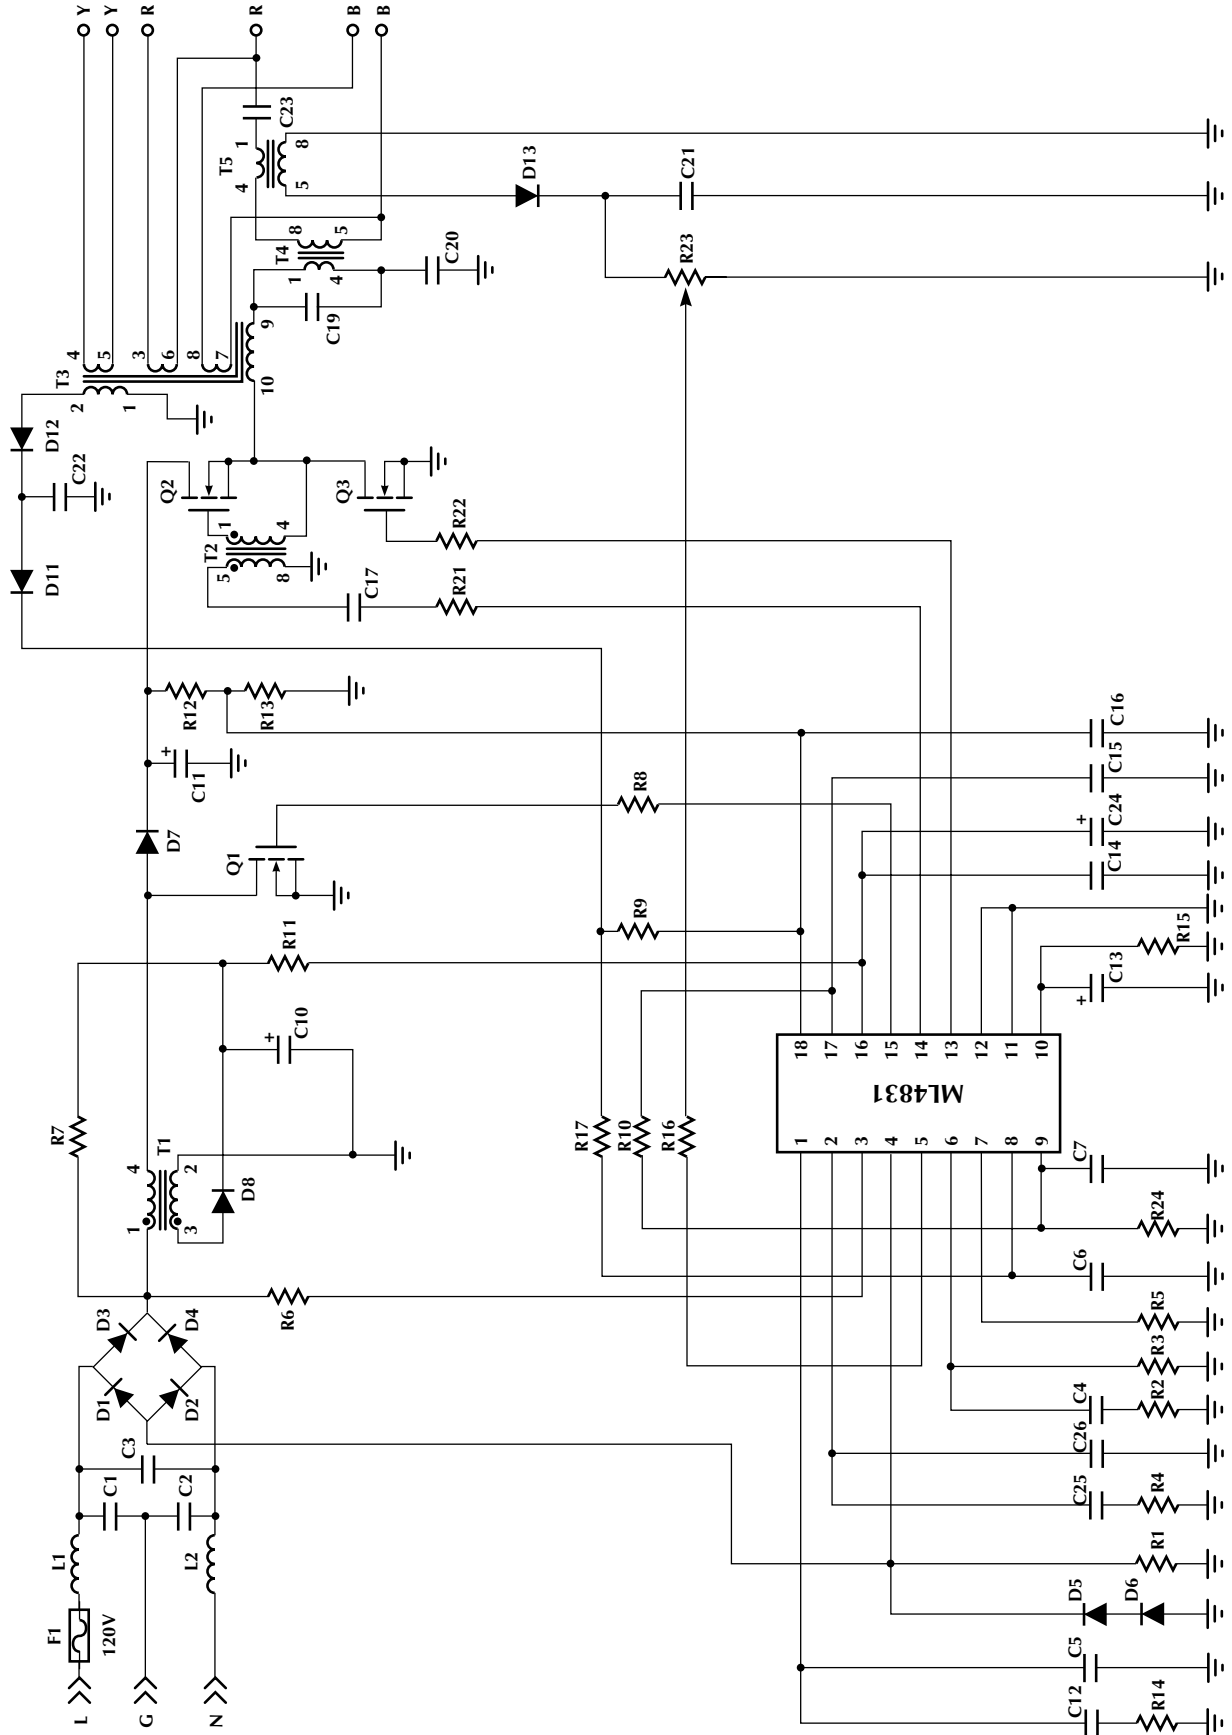 Y
Y
R
R
B
B
C23
1
T5
4
8
5
D13
C21
R23
8
T4
5
1
4
C20
C19
4
5
3
6
8
7
T3
2
1
9
10
D12
C22
D11
Q2
1
T2
4
5
8
Q3
R22
C17
R21
R12
R13
+
C11
D7
Q1
R8
R9
R11
+
C10
R7
T1
4
2
1
3
D8
R17
R10
R16
C16
C15
+
C24
C14
R15
+
C13
18
17
16
15
14
13
12
11
10
ML4831
1
2
3
4
5
6
7
8
9
C7
R24
C6
R6
R5
R3
C4
R2
C26
C25
R4
R1
D5
D6
C5
C12
R14
D3
D4
D1
D2
C3
C1
C2
L1
L2
F1
120V
L
G
N